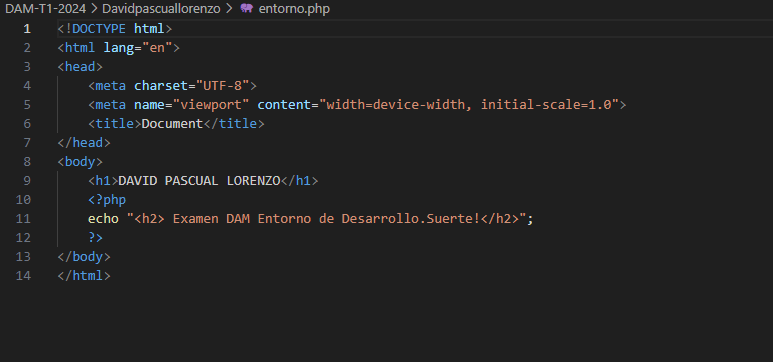 DAM-T1-2024 > Davidpascuallorenzo > entorno.php
1 <!DOCTYPE html>
2 <html lang="en">
3 <head>
4     <meta charset="UTF-8">
5     <meta name="viewport" content="width=device-width, initial-scale=1.0">
6     <title>Document</title>
7 </head>
8 <body>
9     <h1>DAVID PASCUAL LORENZO</h1>
10     <?php
11     echo "<h2> Examen DAM Entorno de Desarrollo.Suerte!</h2>";
12     ?>
13 </body>
14 </html>